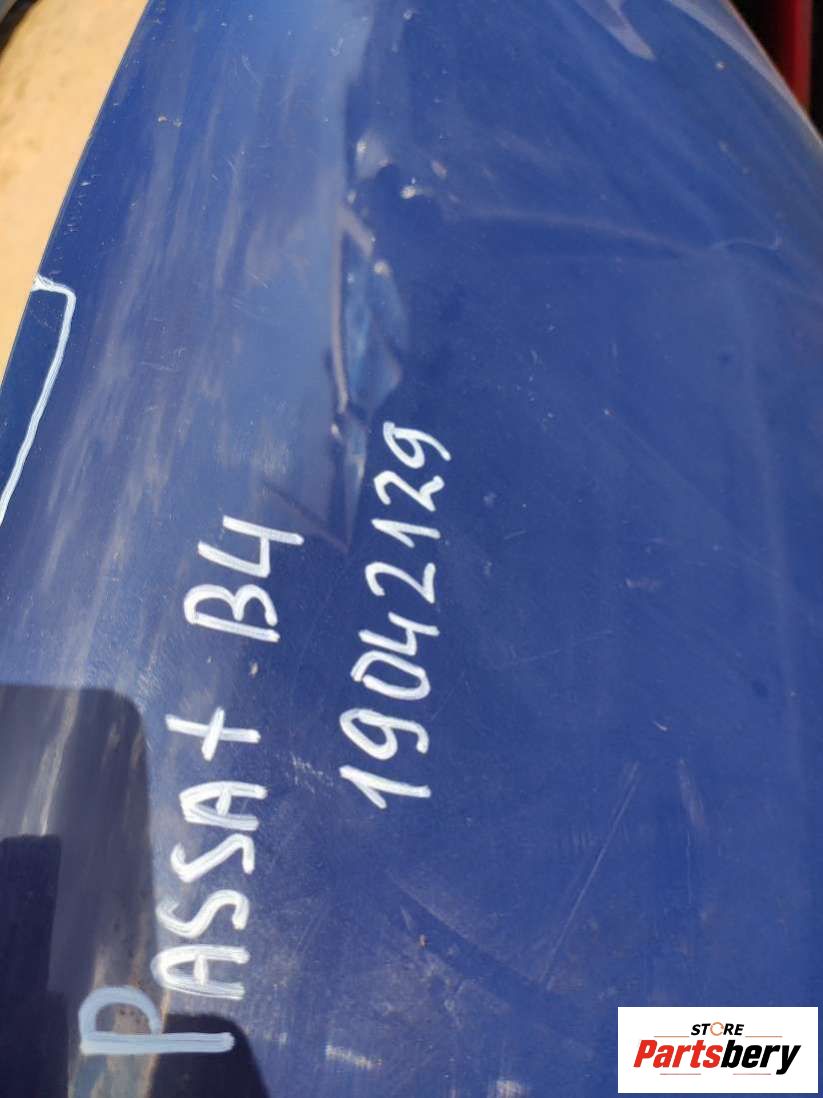 PASSAT B4
19042129
STORE
Partsbery